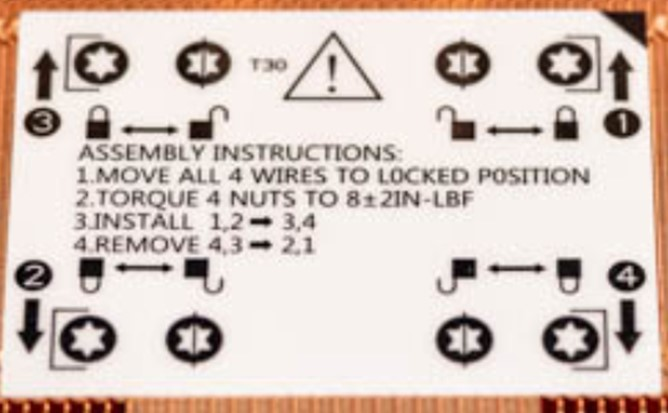 T30
!
3
1
ASSEMBLY INSTRUCTIONS:
1.MOVE ALL 4 WIRES TO LOCKED POSITION
2.TORQUE 4 NUTS TO 8±2IN-LBF
3.INSTALL 1,2➡ 3,4
4.REMOVE 4,3➡ 2,1
2
4